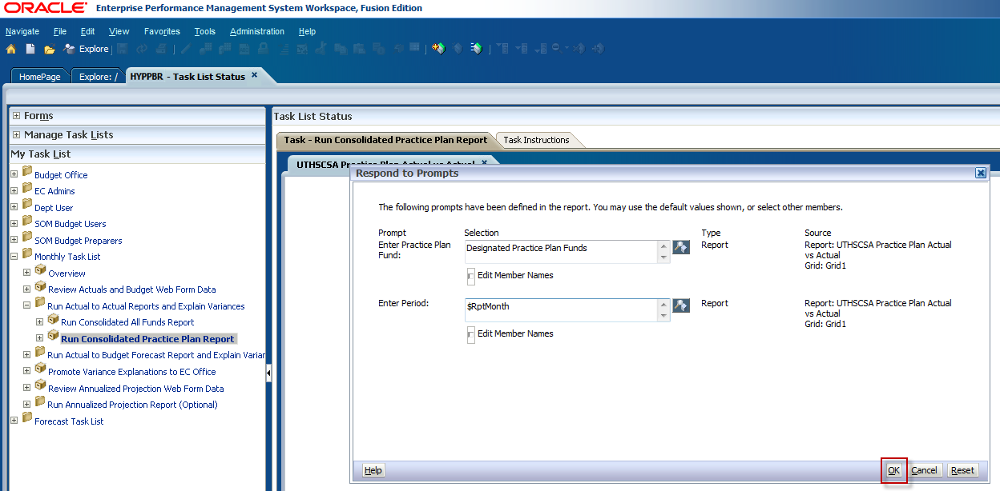 ORACLE Enterprise Performance Management System Workspace, Fusion Edition
Navigate File Edit View Favorites Tools Administration Help
Explore
HomePage Explore: / HYPPBR - Task List Status
Forms
Manage Task Lists
My Task List
Budget Office
EC Admins
Dept User
SOM Budget Users
SOM Budget Preparers
Monthly Task List
Overview
Review Actuals and Budget Web Form Data
Run Actual to Actual Reports and Explain Variances
Run Consolidated All Funds Report
Run Consolidated Practice Plan Report
Run Actual to Budget Forecast Report and Explain Varian
Promote Variance Explanations to EC Office
Review Annualized Projection Web Form Data
Run Annualized Projection Report (Optional)
Forecast Task List
Task List Status
Task - Run Consolidated Practice Plan Report Task Instructions
UTHSCSA Practice Plan Actual vs Actual
Respond to Prompts
The following prompts have been defined in the report. You may use the default values shown, or select other members.
Prompt Selection Type Source
Enter Practice Plan Designated Practice Plan Funds Report Report: UTHSCSA Practice Plan Actual
Fund: vs Actual
Grid: Grid1
Edit Member Names
Enter Period: $RptMonth Report Report: UTHSCSA Practice Plan Actual
vs Actual
Grid: Grid1
Edit Member Names
Help OK Cancel Reset